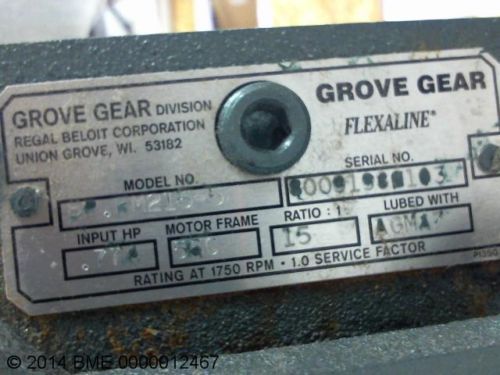 GROVE GEAR DIVISION
REGAL BELOIT CORPORATION
UNION GROVE, WI. 53182
GROVE GEAR
FLEXALINE®
MODEL NO.
SERIAL NO.
INPUT HP
MOTOR FRAME
RATIO : 1
15
LUBED WITH
AGMA
RATING AT 1750 RPM • 1.0 SERVICE FACTOR
© 2014 BME 0000012467